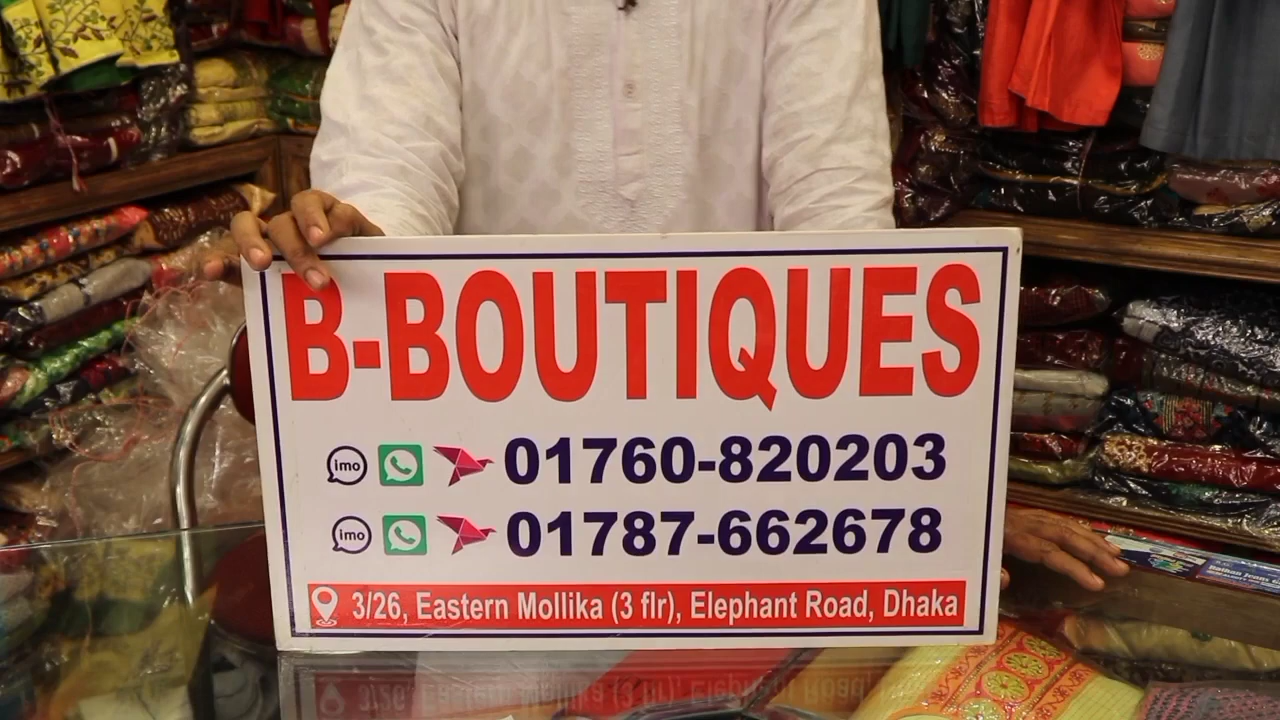 B-BOUTIQUES
imo 01760-820203
imo 01787-662678
3/26, Eastern Mollika (3 flr), Elephant Road, Dhaka